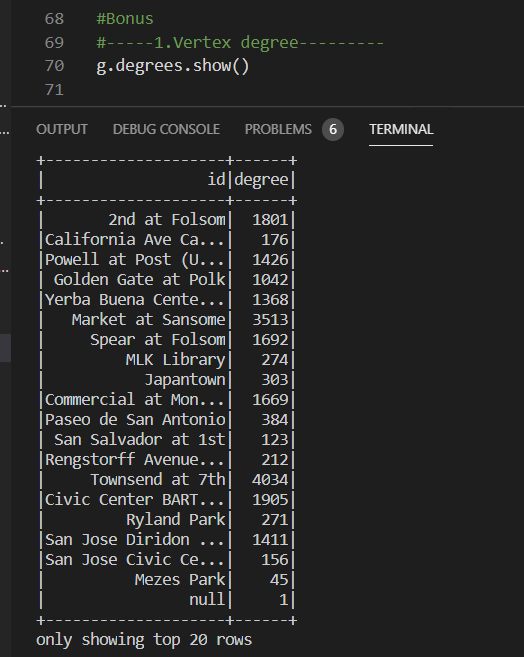 68 #Bonus
69 #-----1.Vertex degree---------
70 g.degrees.show()
71
OUTPUT DEBUG CONSOLE PROBLEMS 6 TERMINAL
+--------------------+------+
|                  id|degree|
+--------------------+------+
|       2nd at Folsom|  1801|
|California Ave Ca...|   176|
|Powell at Post (U...|  1426|
| Golden Gate at Polk|  1042|
|Yerba Buena Cente...|  1368|
|   Market at Sansome|  3513|
|     Spear at Folsom|  1692|
|         MLK Library|   274|
|           Japantown|   303|
|Commercial at Mon...|  1669|
|Paseo de San Antonio|   384|
| San Salvador at 1st|   123|
|Rengstorff Avenue...|   212|
|     Townsend at 7th|  4034|
|Civic Center BART...|  1905|
|         Ryland Park|   271|
|San Jose Diridon ...|  1411|
|San Jose Civic Ce...|   156|
|          Mezes Park|    45|
|                null|     1|
+--------------------+------+
only showing top 20 rows